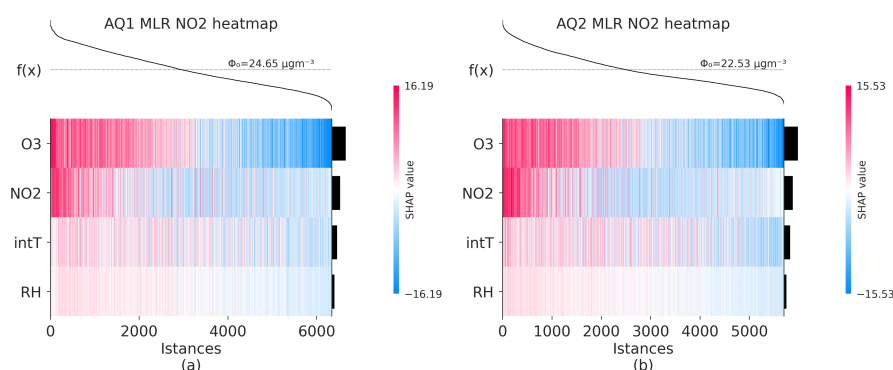 AQ1 MLR NO2 heatmap
f(x)
Φ₀=24.65 μgm⁻³
O3
NO2
intT
RH
0 2000 4000 6000
Istances
(a)
16.19
SHAP value
−16.19
AQ2 MLR NO2 heatmap
f(x)
Φ₀=22.53 μgm⁻³
O3
NO2
intT
RH
0 1000 2000 3000 4000 5000
Istances
(b)
15.53
SHAP value
−15.53